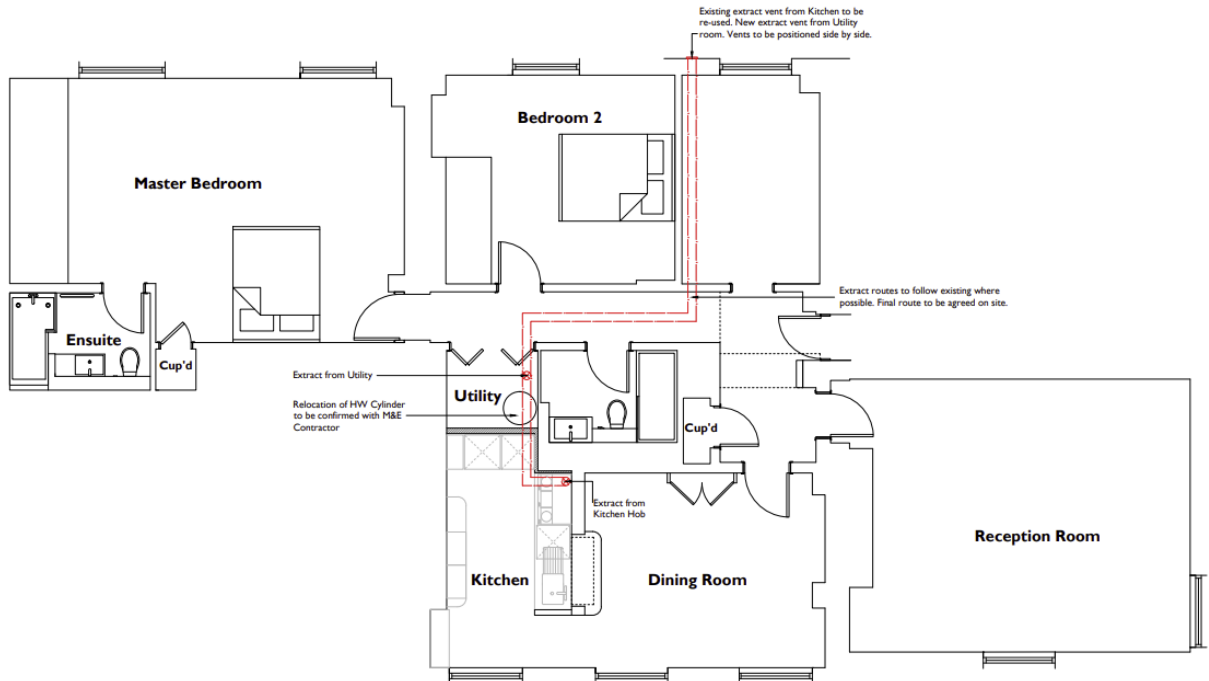 Existing extract vent from Kitchen to be
re-used. New extract vent from Utility
room. Vents to be positioned side by side.
Bedroom 2
Master Bedroom
Extract routes to follow existing where
possible. Final route to be agreed on site.
Ensuite
Cup'd
Extract from Utility
Utility
Relocation of HW Cylinder
to be confirmed with M&E
Contractor
Cup'd
Extract from
Kitchen Hob
Reception Room
Kitchen
Dining Room